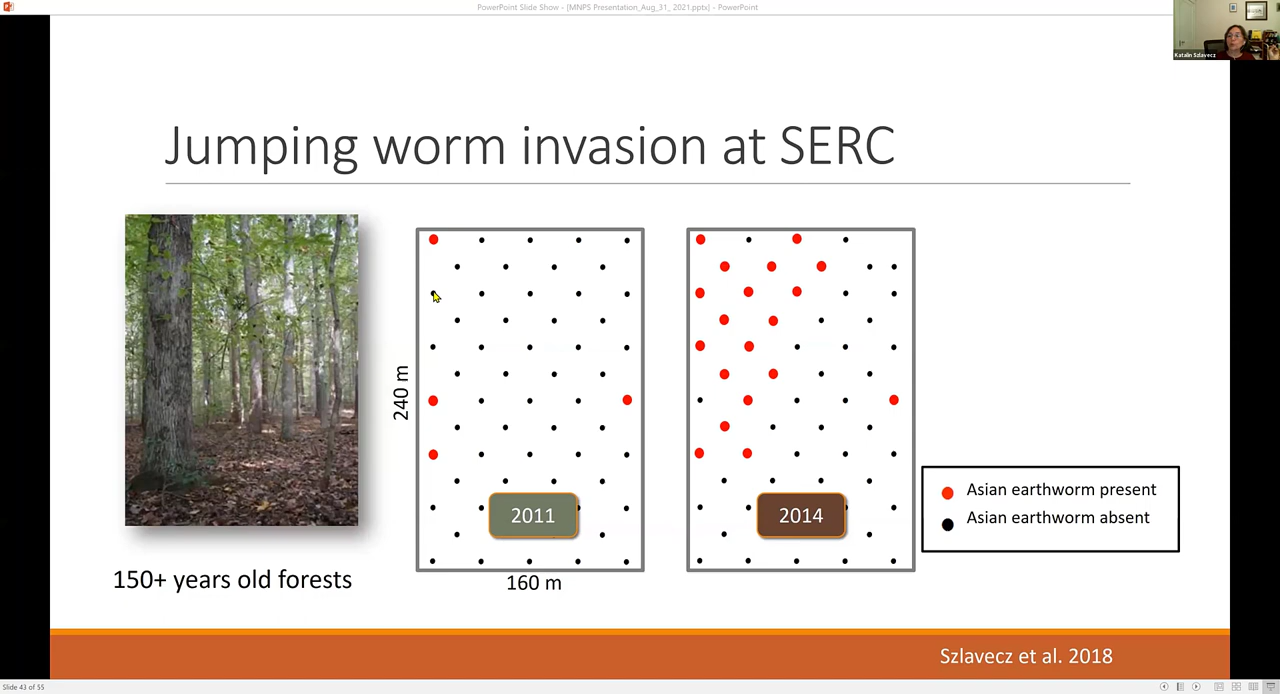 PowerPoint Slide Show - [MNPS Presentation_Aug_31, 2021.pptx] - PowerPoint
Katalin Szlavecz
Jumping worm invasion at SERC
240 m
2011
2014
160 m
Asian earthworm present
Asian earthworm absent
150+ years old forests
Szlavecz et al. 2018
Slide 43 of 55